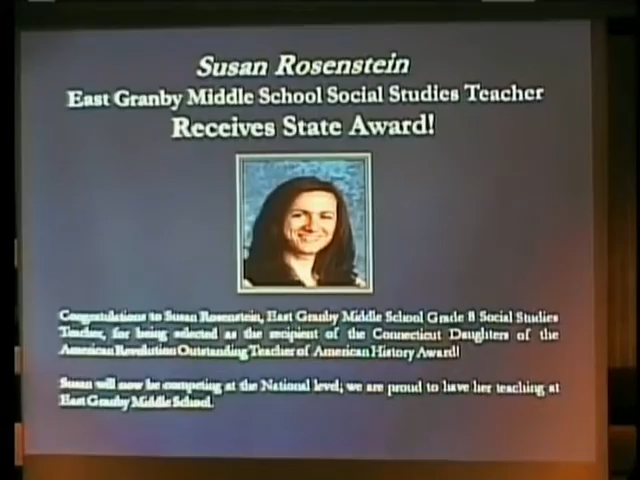 Susan Rosenstein
East Granby Middle School Social Studies Teacher
Receives State Award!
Congratulations to Susan Rosenstein, East Granby Middle School Grade 8 Social Studies
Teacher, for being selected as the recipient of the Connecticut Daughters of the
American Revolution Outstanding Teacher of American History Award!
Susan will now be competing at the National level; we are proud to have her teaching at
East Granby Middle School.